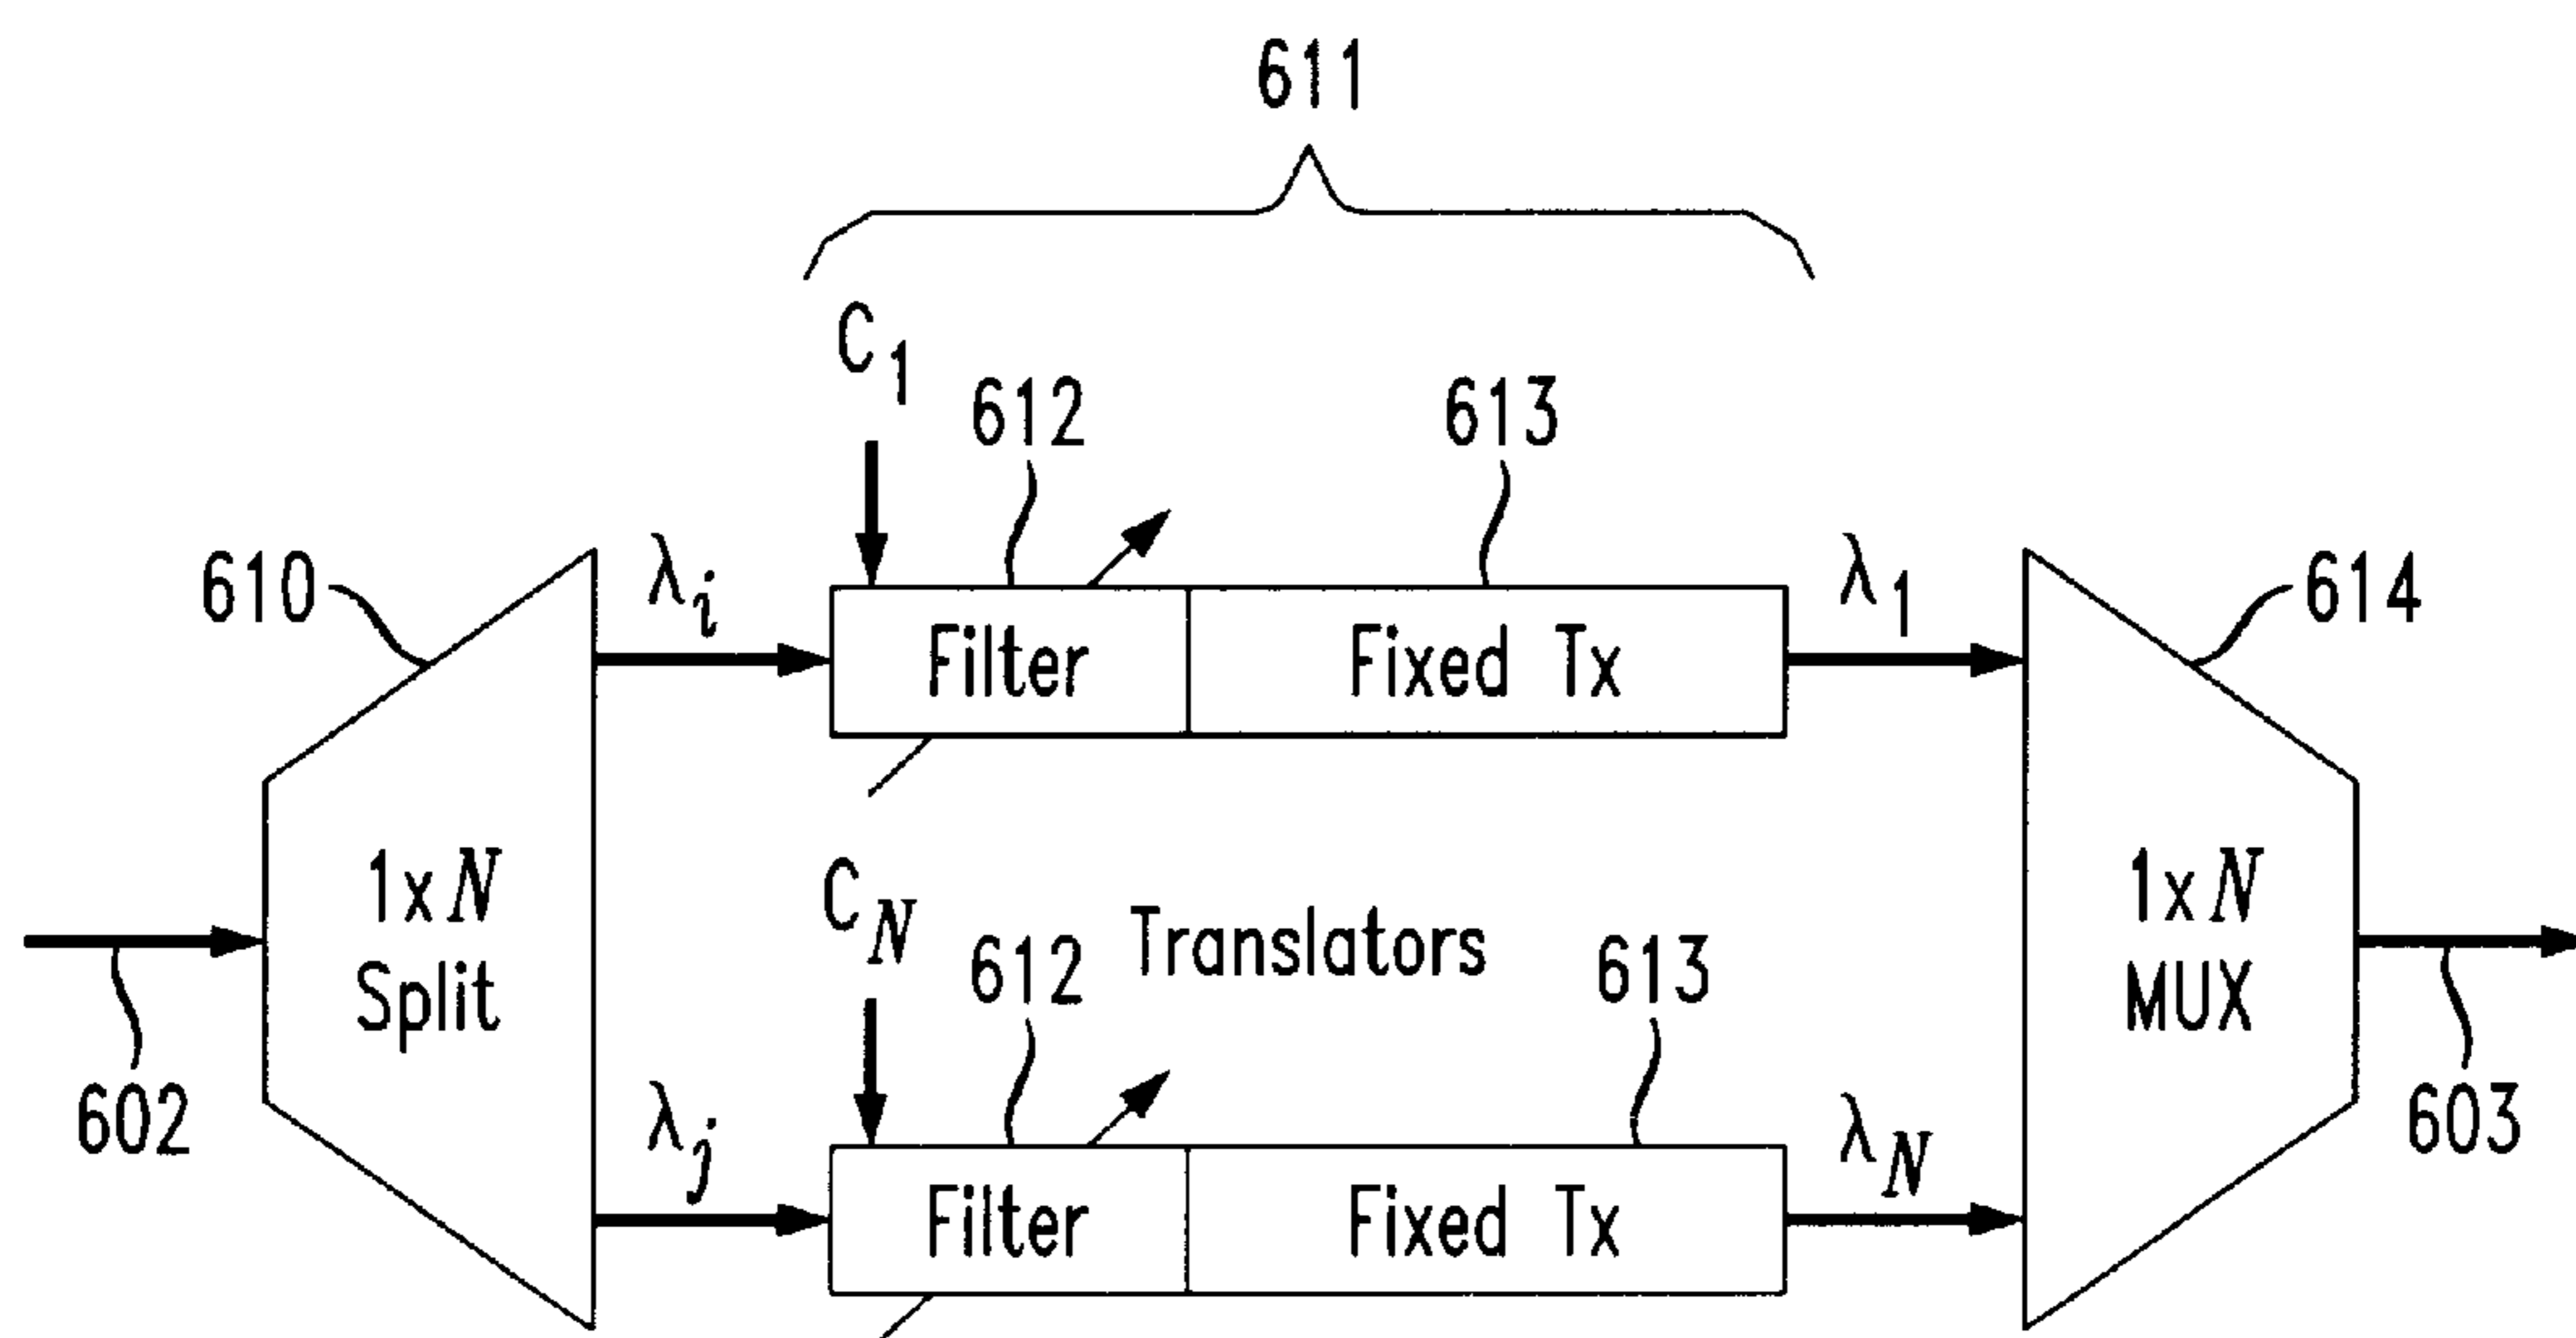 611
C1
612
613
610
λi
λ1
614
Filter
Fixed Tx
1xN
Split
CN
612
Translators
613
1xN
MUX
602
λj
λN
603
Filter
Fixed Tx